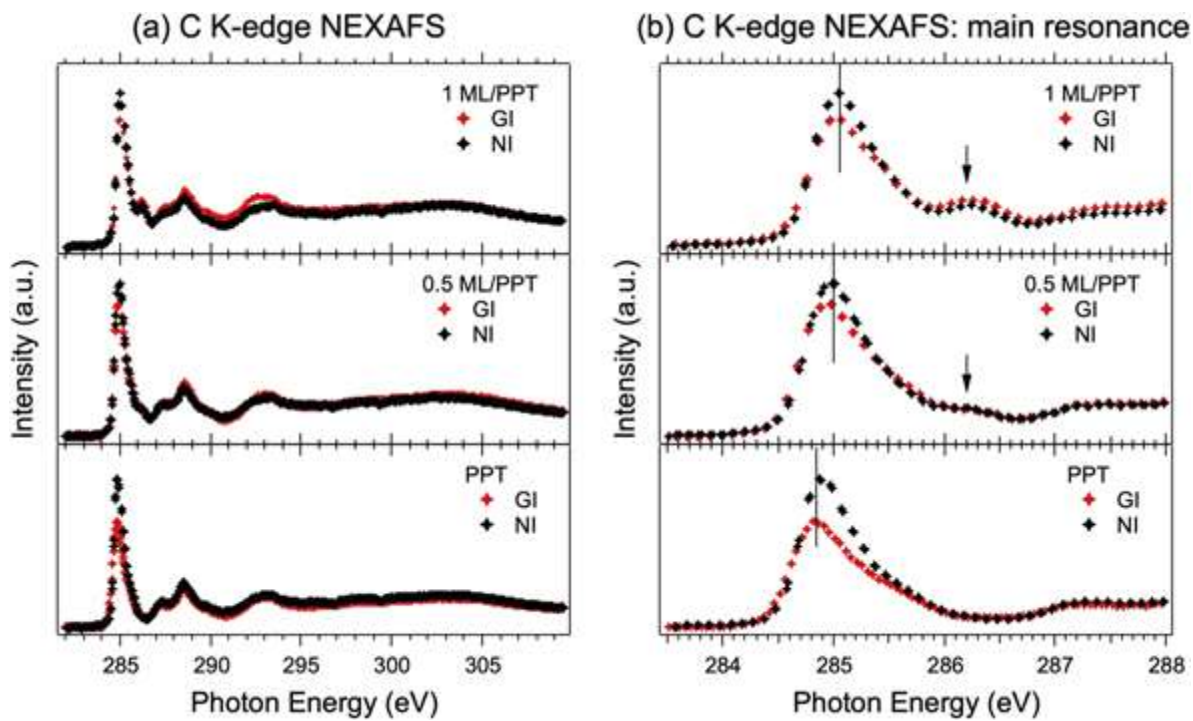 (a) C K-edge NEXAFS
1 ML/PPT
GI
NI
0.5 ML/PPT
GI
NI
PPT
GI
NI
Intensity (a.u.)
285 290 295 300 305
Photon Energy (eV)
(b) C K-edge NEXAFS: main resonance
1 ML/PPT
GI
NI
0.5 ML/PPT
GI
NI
PPT
GI
NI
Intensity (a.u.)
284 285 286 287 288
Photon Energy (eV)